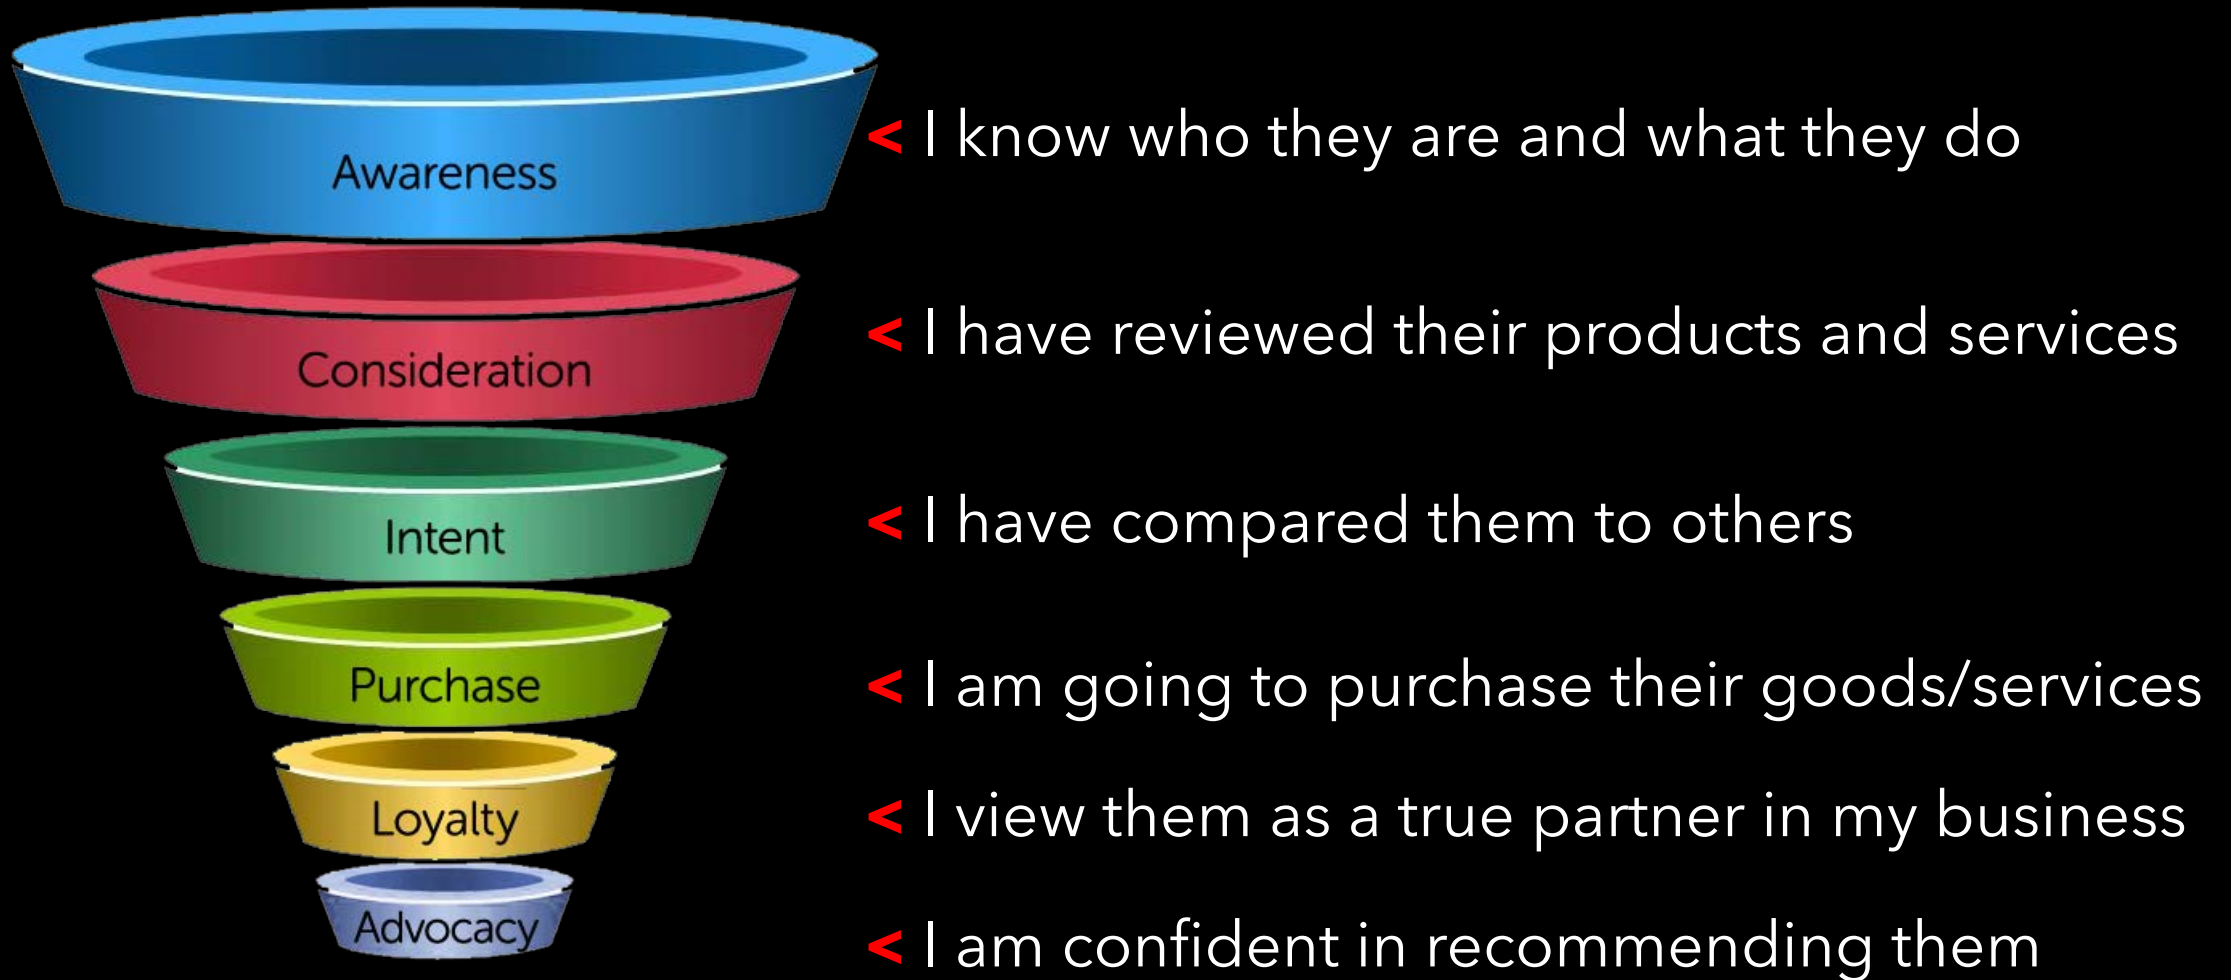 Awareness
< I know who they are and what they do
Consideration
< I have reviewed their products and services
Intent
< I have compared them to others
Purchase
< I am going to purchase their goods/services
Loyalty
< I view them as a true partner in my business
Advocacy
< I am confident in recommending them